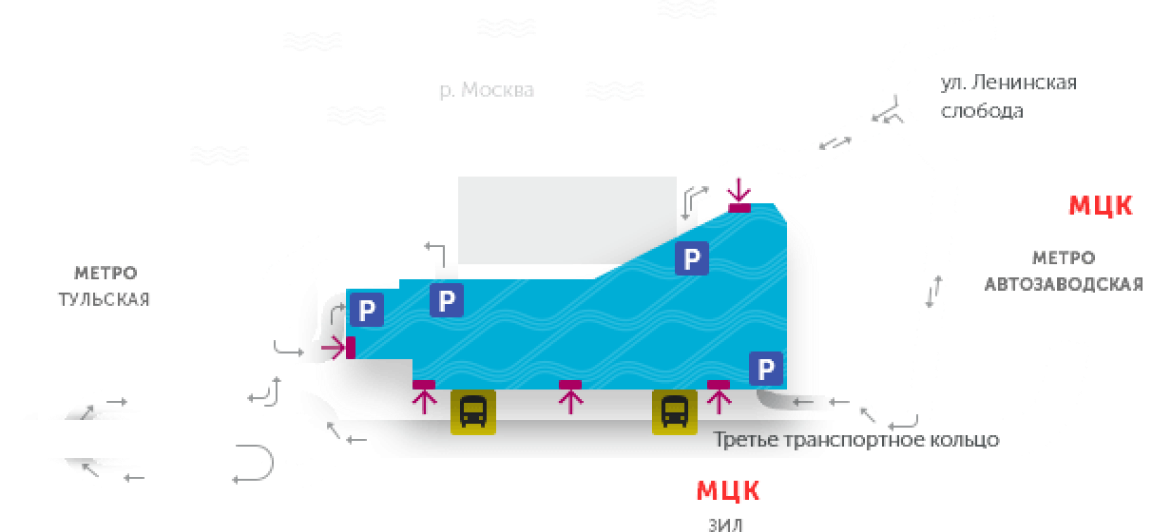 р. Москва
ул. Ленинская
слобода
МЦК
МЕТРО
АВТОЗАВОДСКАЯ
МЕТРО
ТУЛЬСКАЯ
P
P
P
P
Третье транспортное кольцо
МЦК
ЗИЛ